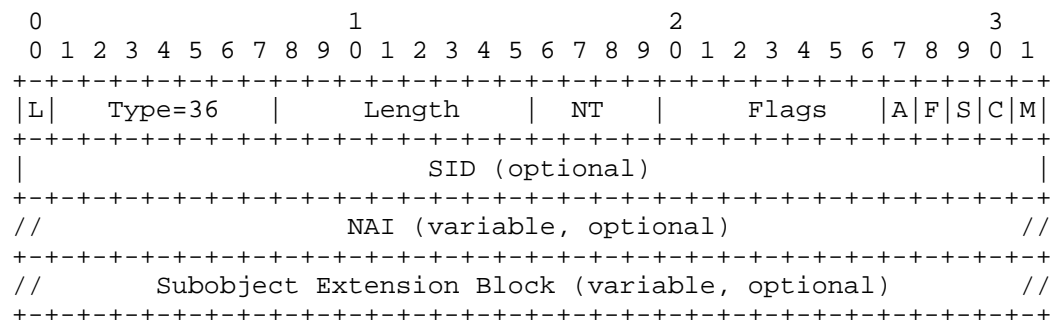 0                   1                   2                   3
 0 1 2 3 4 5 6 7 8 9 0 1 2 3 4 5 6 7 8 9 0 1 2 3 4 5 6 7 8 9 0 1
+-+-+-+-+-+-+-+-+-+-+-+-+-+-+-+-+-+-+-+-+-+-+-+-+-+-+-+-+-+-+-+-+
|L|   Type=36   |     Length    |  NT   |     Flags     |A|F|S|C|M|
+-+-+-+-+-+-+-+-+-+-+-+-+-+-+-+-+-+-+-+-+-+-+-+-+-+-+-+-+-+-+-+-+
|                         SID (optional)                        |
+-+-+-+-+-+-+-+-+-+-+-+-+-+-+-+-+-+-+-+-+-+-+-+-+-+-+-+-+-+-+-+-+
//                   NAI (variable, optional)                  //
+-+-+-+-+-+-+-+-+-+-+-+-+-+-+-+-+-+-+-+-+-+-+-+-+-+-+-+-+-+-+-+-+
//       Subobject Extension Block (variable, optional)        //
+-+-+-+-+-+-+-+-+-+-+-+-+-+-+-+-+-+-+-+-+-+-+-+-+-+-+-+-+-+-+-+-+